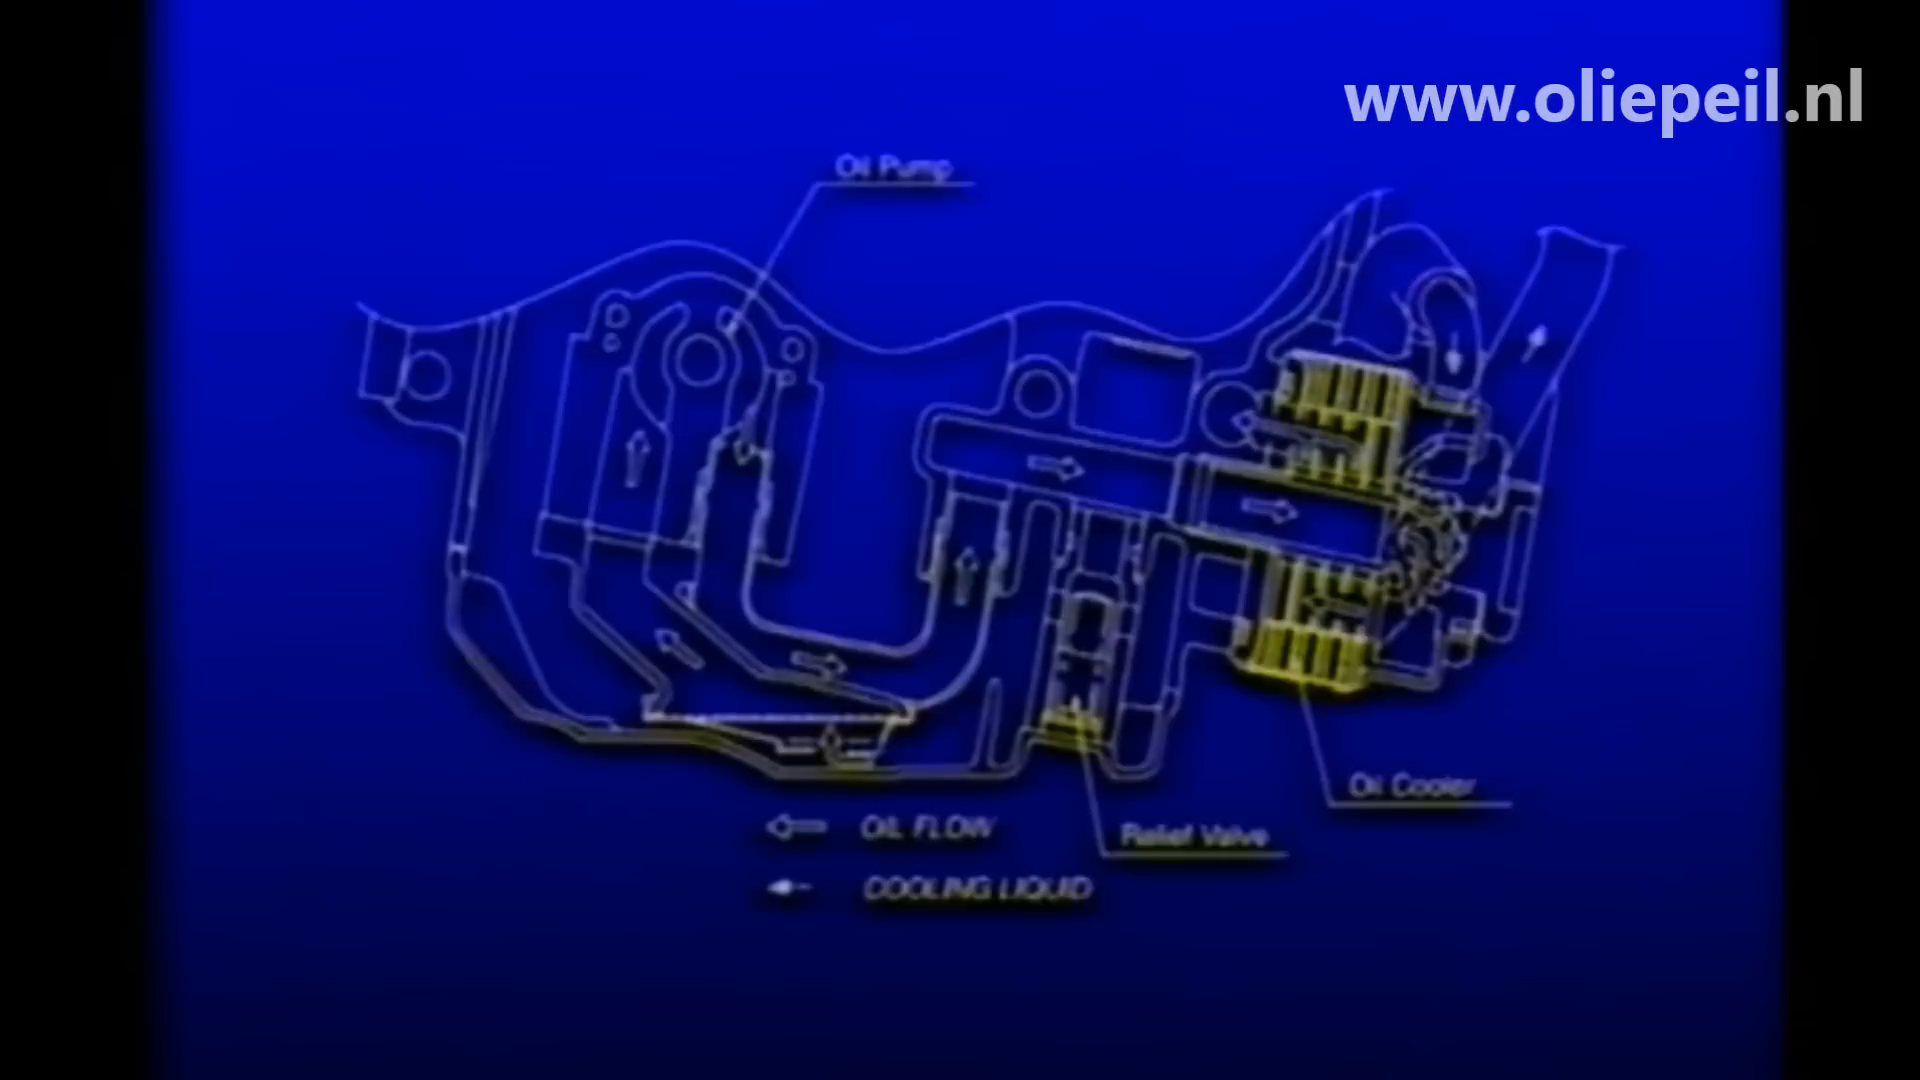 www.oliepeil.nl
Oil Pump
Oil Cooler
OIL FLOW
Relief Valve
COOLING LIQUID